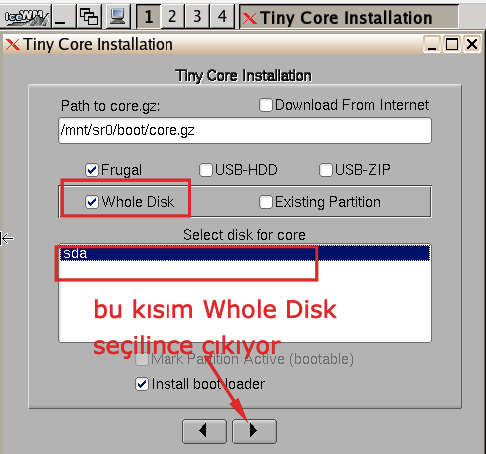 IceWM
1 2 3 4 Tiny Core Installation
Tiny Core Installation
Tiny Core Installation
Path to core.gz: Download From Internet
/mnt/sr0/boot/core.gz
Frugal USB-HDD USB-ZIP
Whole Disk Existing Partition
Select disk for core
sda
bu kısım Whole Disk
seçilince çıkıyor
Mark Partition Active (bootable)
Install boot loader